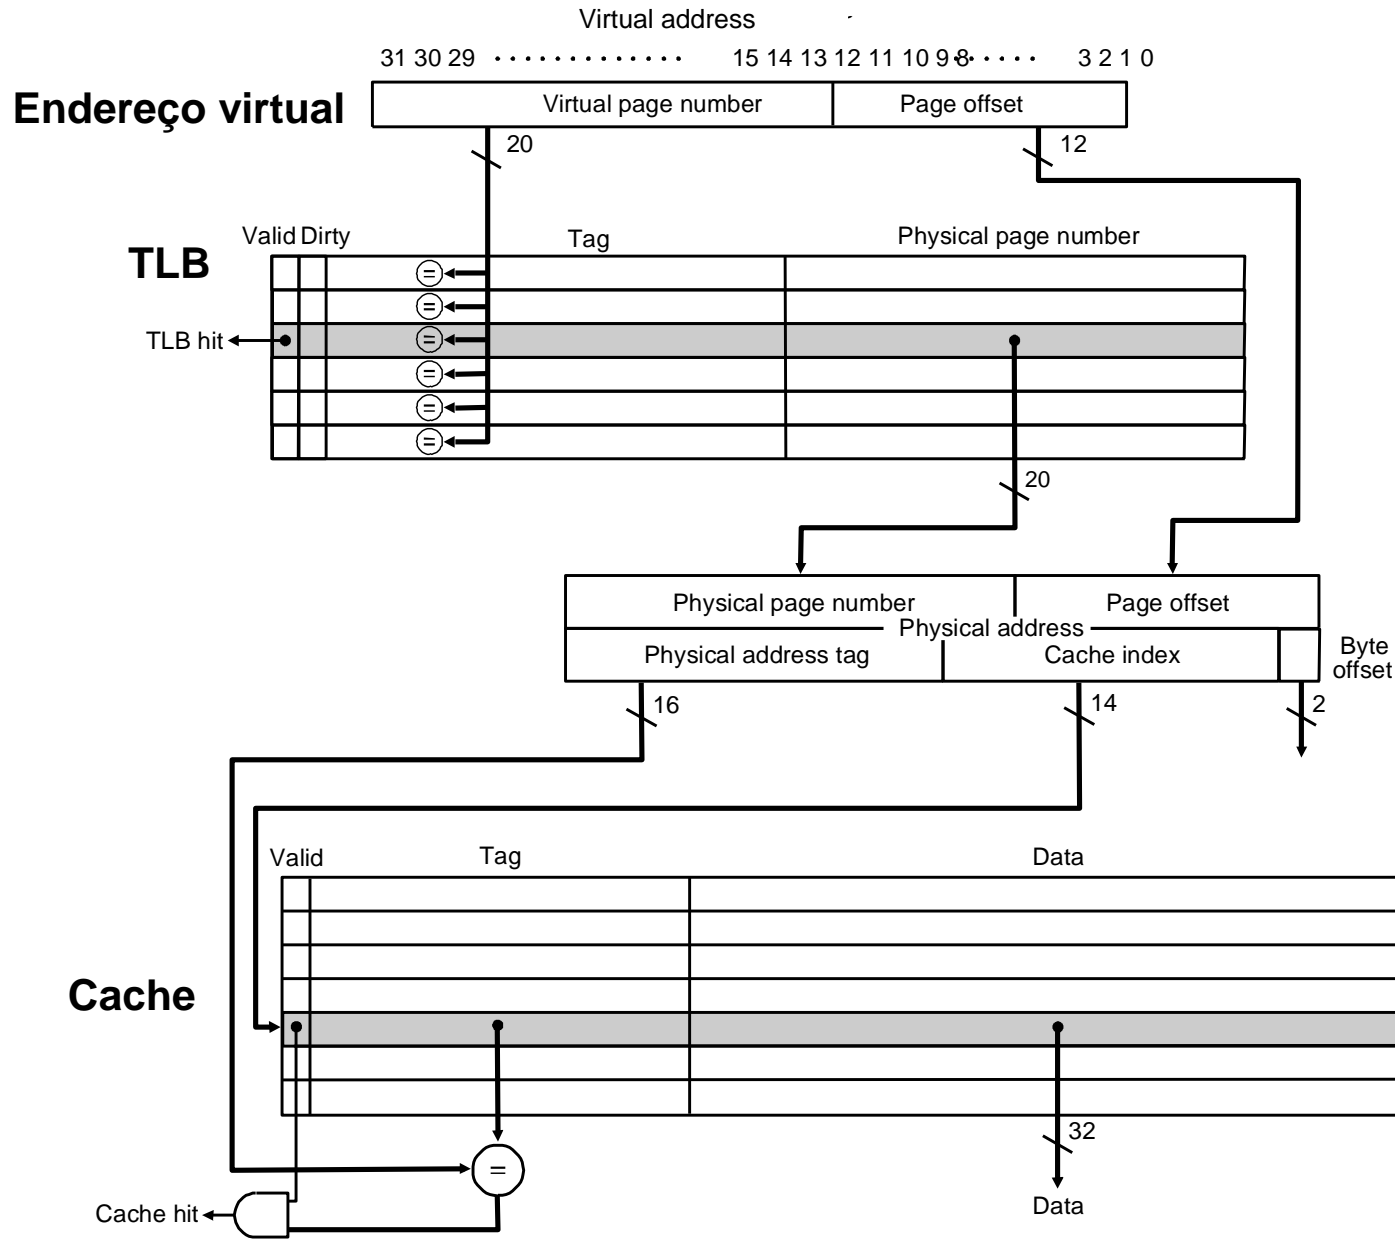 Virtual address
31 30 29 ·············· 15 14 13 12 11 10 9 8 ····· 3 2 1 0
Endereço virtual
Virtual page number
Page offset
20
12
Valid Dirty
Tag
Physical page number
TLB
=
=
TLB hit
=
=
=
=
20
Physical page number
Page offset
Physical address
Physical address tag
Cache index
Byte
offset
16
14
2
Valid
Tag
Data
Cache
32
=
Cache hit
Data